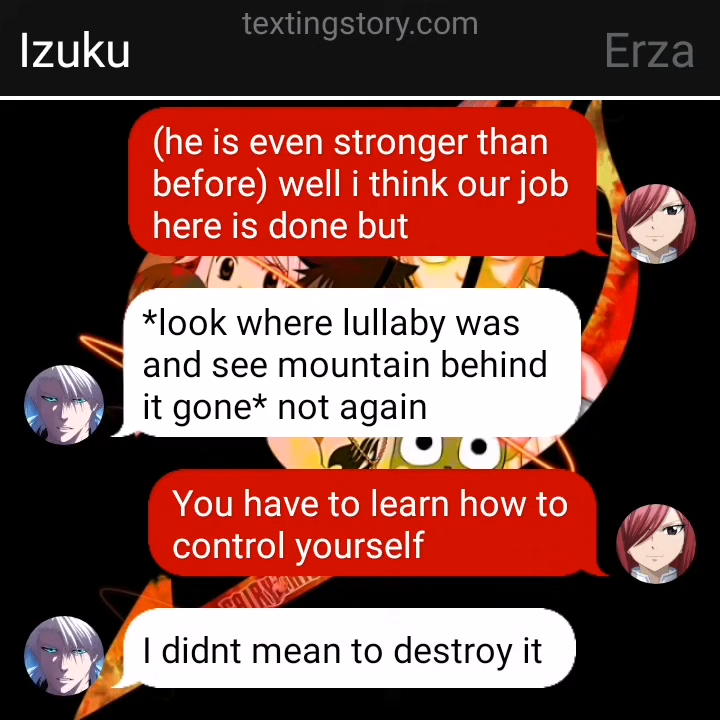 textingstory.com
Izuku
Erza
(he is even stronger than
before) well i think our job
here is done but
*look where lullaby was
and see mountain behind
it gone* not again
You have to learn how to
control yourself
FAIRY
I didnt mean to destroy it